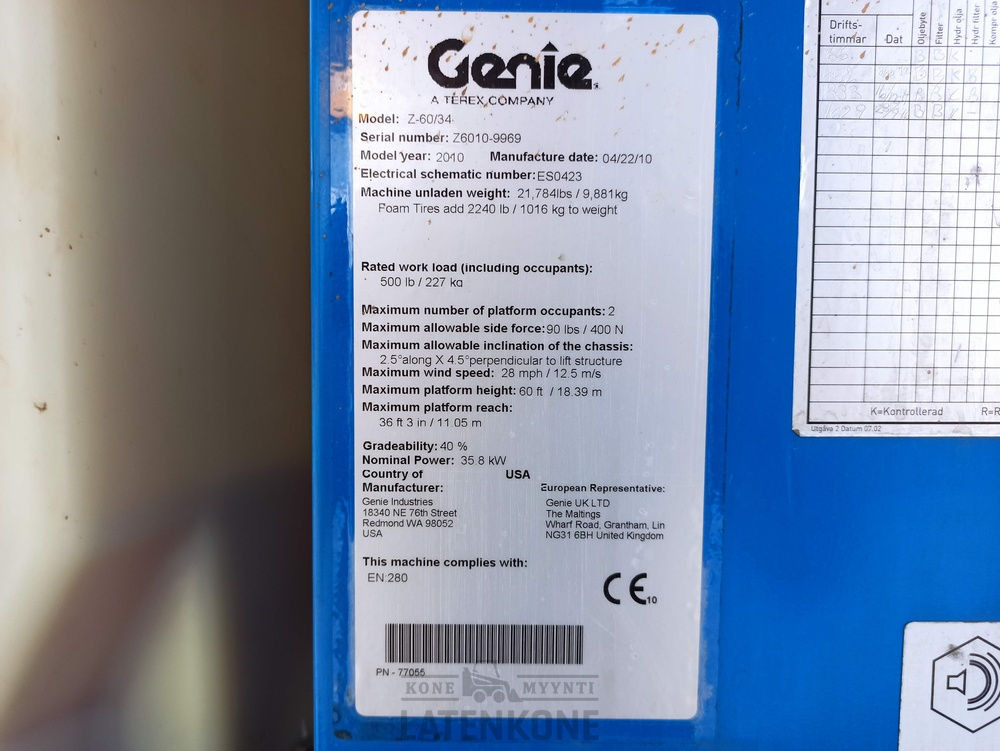 Genie
A TEREX COMPANY
Model: Z-60/34
Serial number: Z6010-9969
Model year: 2010 Manufacture date: 04/22/10
Electrical schematic number: ES0423
Machine unladen weight: 21,784lbs / 9,881kg
Foam Tires add 2240 lb / 1016 kg to weight
Rated work load (including occupants):
500 lb / 227 kg
Maximum number of platform occupants: 2
Maximum allowable side force: 90 lbs / 400 N
Maximum allowable inclination of the chassis:
2.5°along X 4.5°perpendicular to lift structure
Maximum wind speed: 28 mph / 12.5 m/s
Maximum platform height: 60 ft / 18.39 m
Maximum platform reach:
36 ft 3 in / 11.05 m
Gradeability: 40 %
Nominal Power: 35.8 kW
Country of USA
Manufacturer:
Genie Industries
18340 NE 76th Street
Redmond WA 98052
USA
European Representative:
Genie UK LTD
The Maltings
Wharf Road, Grantham, Lin
NG31 6BH United Kingdom
This machine complies with:
EN 280
CE 10
PN - 77055
KONE MYYNTI
LATENKONE
Drifts-
timmar
Dat
Oljebyte
Filter
Hydr olja
Hydr filter
Kompr olja
K=Kontrollerad
Utgåva 2 Datum 07.02